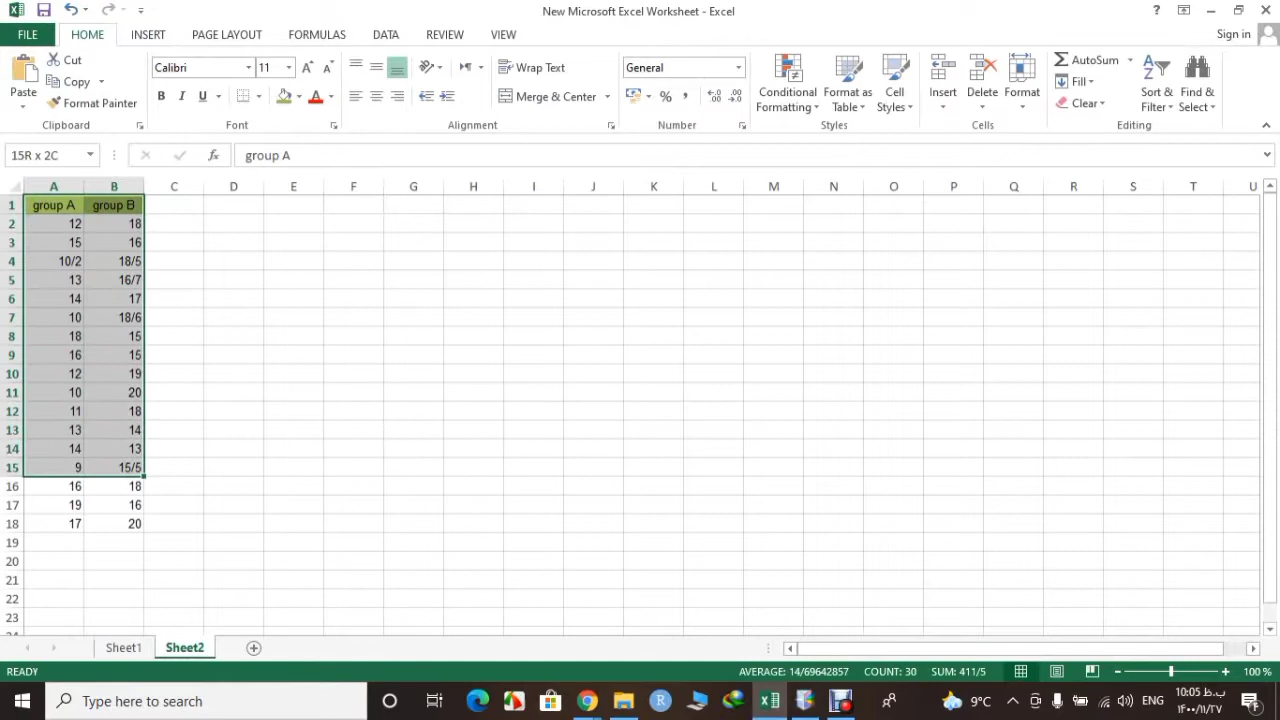 New Microsoft Excel Worksheet - Excel
FILE HOME INSERT PAGE LAYOUT FORMULAS DATA REVIEW VIEW Sign in
Cut
Copy
Format Painter
Paste
Clipboard
Calibri 11
B I U
Font
Wrap Text
Merge & Center
Alignment
General
Number
Conditional Formatting
Format as Table
Cell Styles
Styles
Insert Delete Format
Cells
AutoSum
Fill
Clear
Sort & Filter
Find & Select
Editing
15R x 2C fx group A
A B C D E F G H I J K L M N O P Q R S T U
1 group A group B
2 12 18
3 15 16
4 10/2 18/5
5 13 16/7
6 14 17
7 10 18/6
8 18 15
9 16 15
10 12 19
11 10 20
12 11 18
13 13 14
14 14 13
15 9 15/5
16 16 18
17 19 16
18 17 20
19
20
21
22
23
24
Sheet1 Sheet2
READY AVERAGE: 14/69642857 COUNT: 30 SUM: 411/5 100 %
Type here to search
9°C
ENG
10:05 ب.ظ
۱۴۰۰/۱۱/۲۷